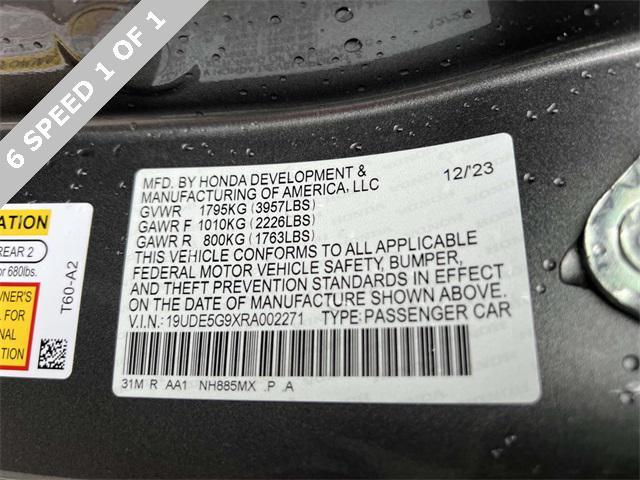 6 SPEED 1 OF 1
MFD. BY HONDA DEVELOPMENT &
MANUFACTURING OF AMERICA, LLC
12/'23
GVWR 1795KG (3957LBS)
GAWR F 1010KG (2226LBS)
GAWR R 800KG (1763LBS)
THIS VEHICLE CONFORMS TO ALL APPLICABLE
FEDERAL MOTOR VEHICLE SAFETY, BUMPER,
AND THEFT PREVENTION STANDARDS IN EFFECT
ON THE DATE OF MANUFACTURE SHOWN ABOVE.
V.I.N.: 19UDE5G9XRA002271 TYPE: PASSENGER CAR
31M R AA1 NH885MX .P .A
ATION
REAR 2
or 680lbs.
WNER'S
L FOR
NAL
TION
T60-A2